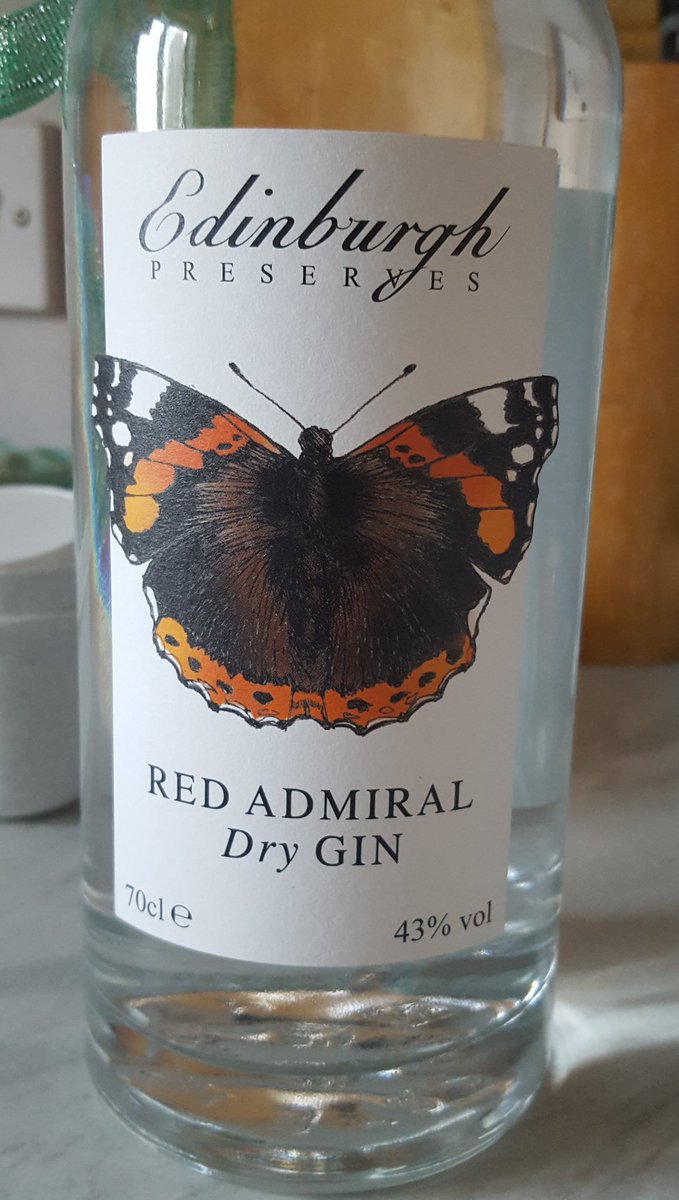 Edinburgh
PRESERVES
RED ADMIRAL
Dry GIN
70cl ℮
43% vol